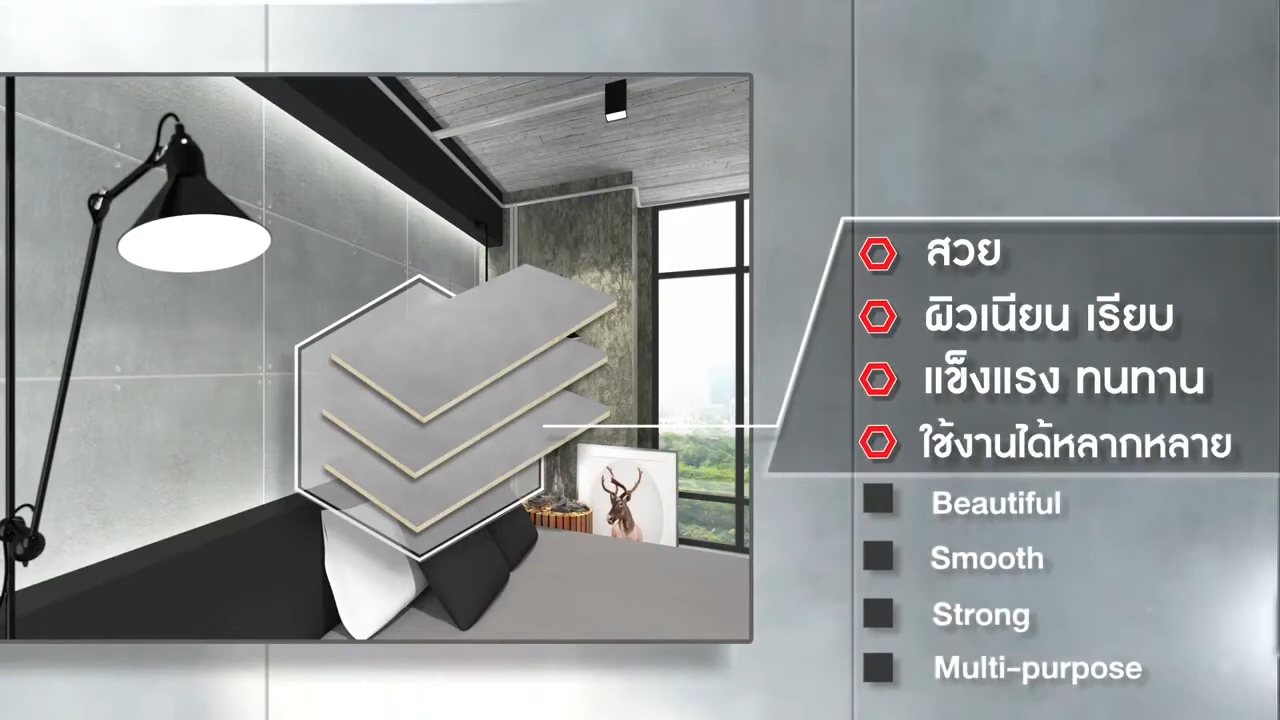 สวย
ผิวเนียน เรียบ
แข็งแรง ทนทาน
ใช้งานได้หลากหลาย
Beautiful
Smooth
Strong
Multi-purpose